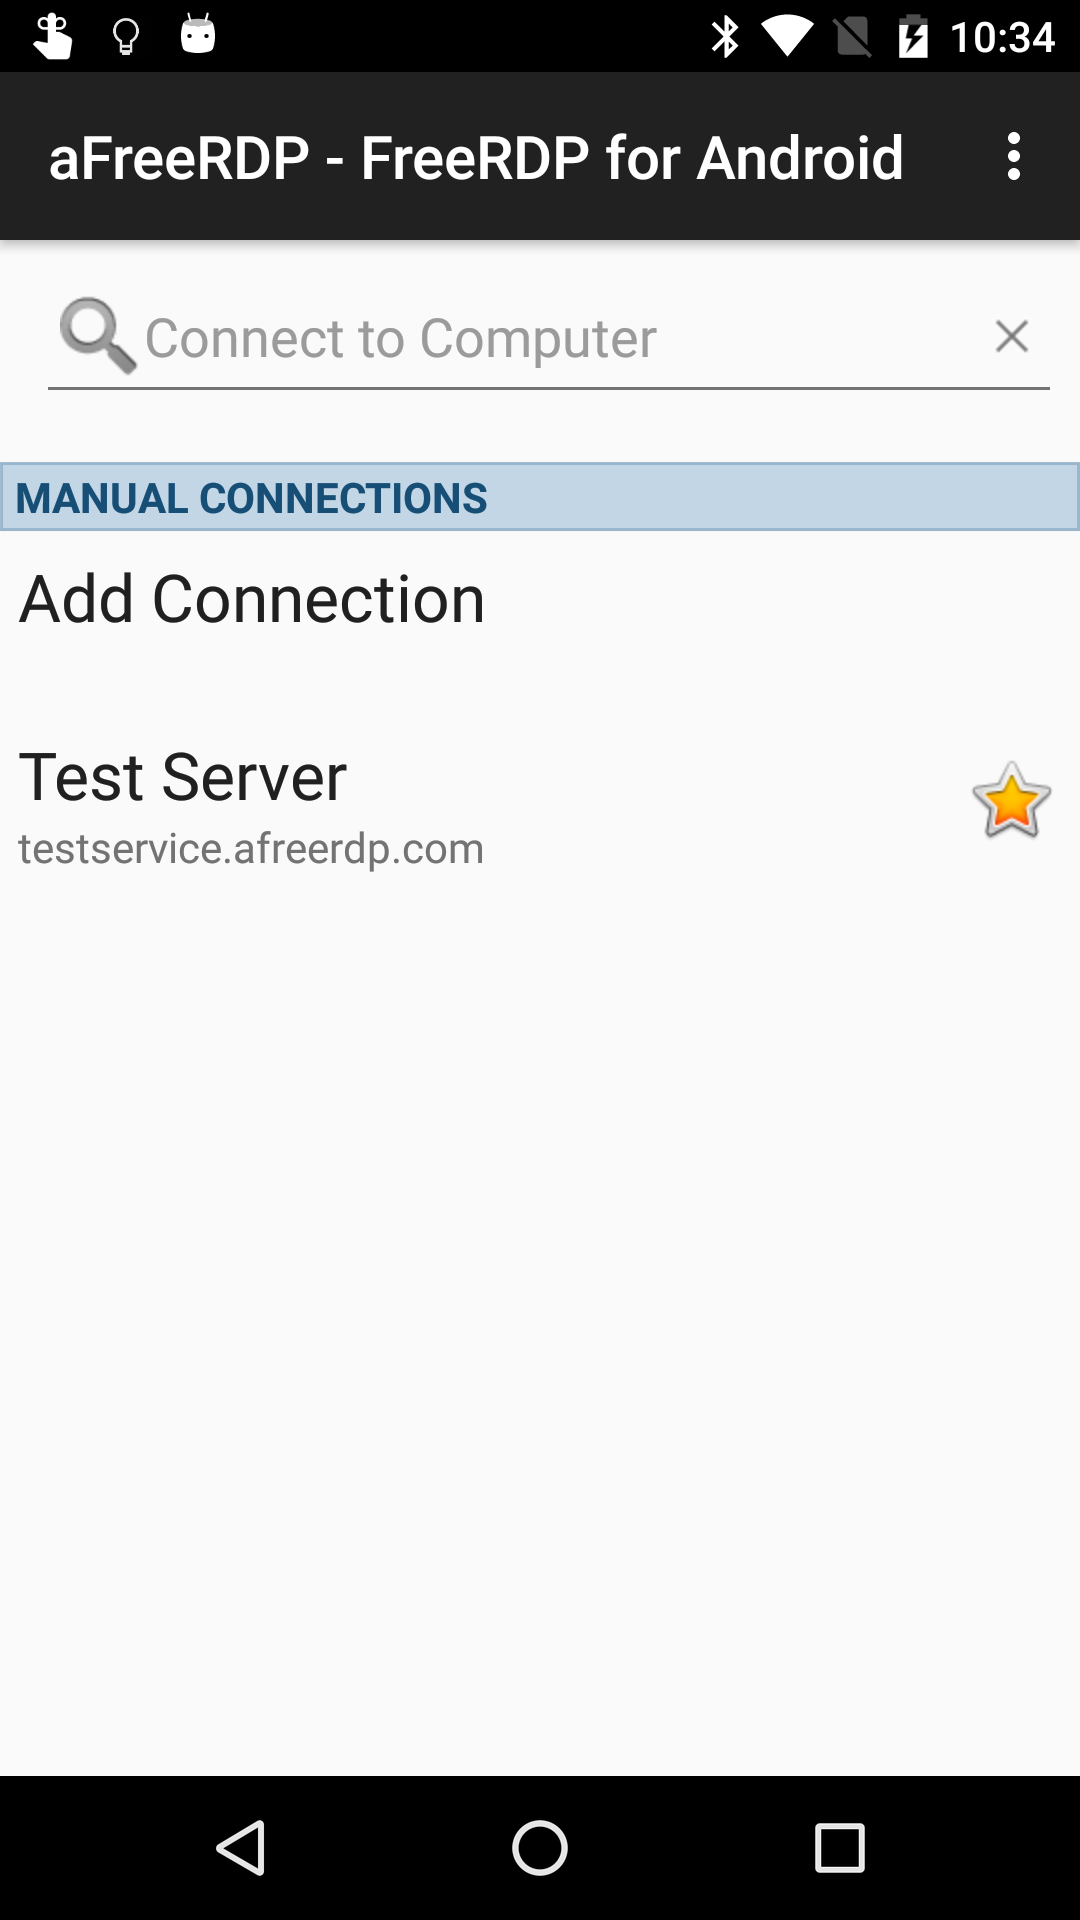 10:34
aFreeRDP - FreeRDP for Android
Connect to Computer
MANUAL CONNECTIONS
Add Connection
Test Server
testservice.afreerdp.com